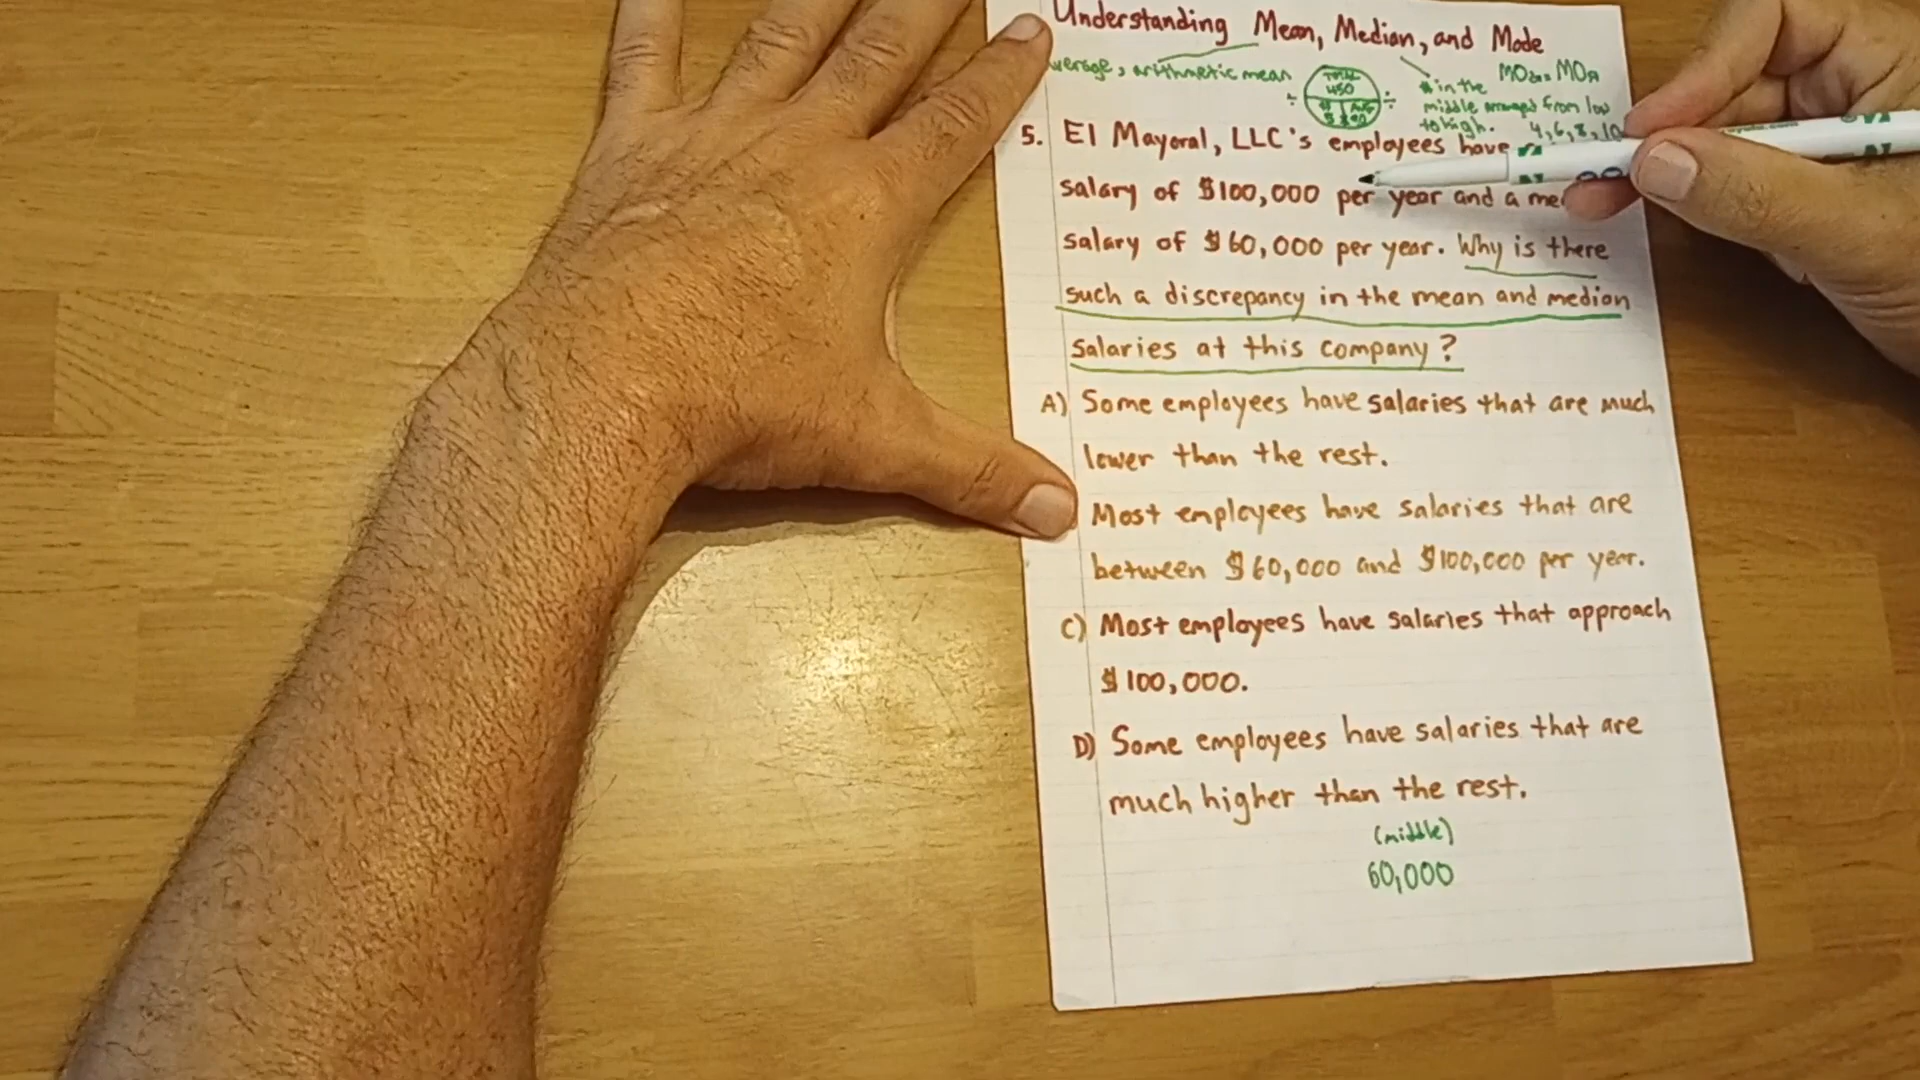 Understanding Mean, Median, and Mode
verage, arithmetic mean
TOTAL
450
÷ ÷
# AVG
5 90
# in the
middle arranged from low
to high.
4, 6, 8, 10
5. El Mayoral, LLC's employees have
salary of $100,000 per year and a me
salary of $60,000 per year. Why is there
such a discrepancy in the mean and median
salaries at this company?
A) Some employees have salaries that are much
lower than the rest.
Most employees have salaries that are
between $60,000 and $100,000 per year.
C) Most employees have salaries that approach
$100,000.
D) Some employees have salaries that are
much higher than the rest.
(middle)
60,000